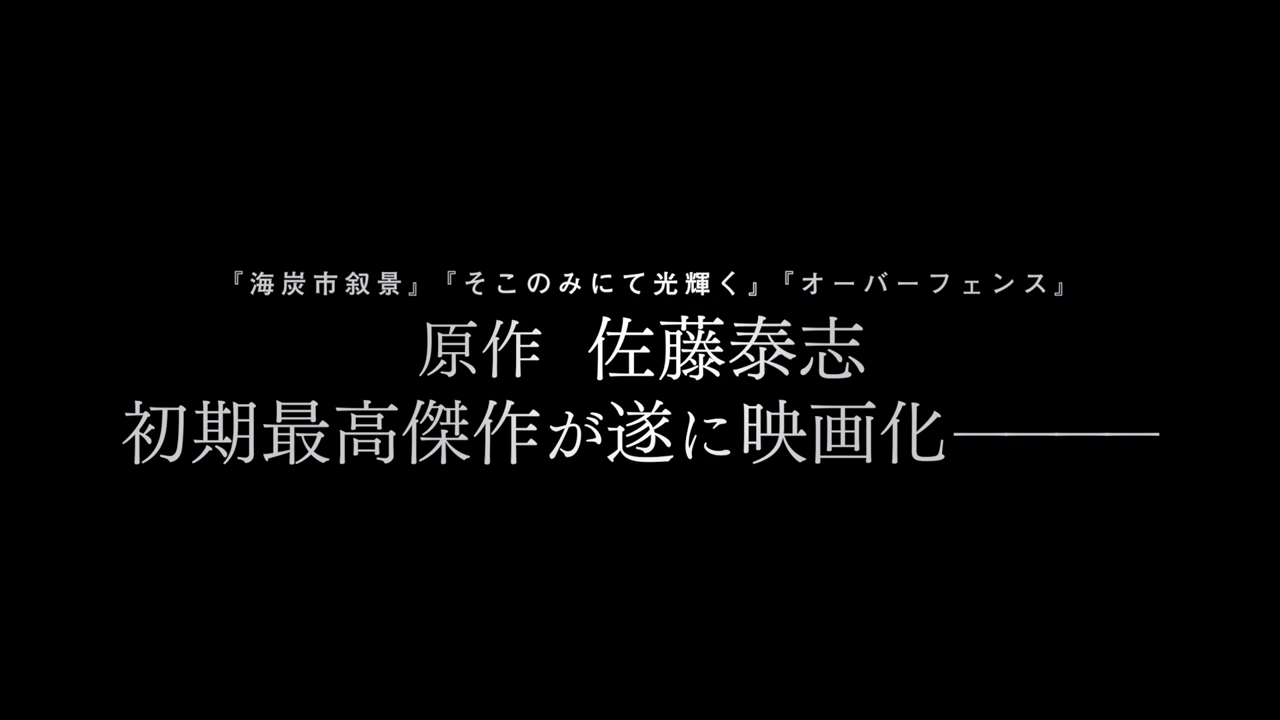 『海炭市叙景』『そこのみにて光輝く』『オーバーフェンス』
原作 佐藤泰志
初期最高傑作が遂に映画化―――